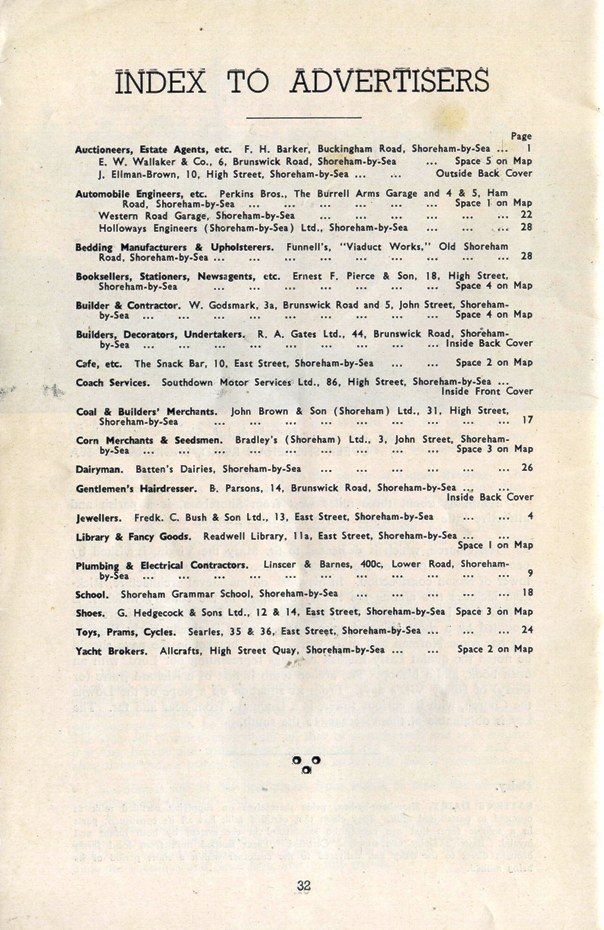 INDEX TO ADVERTISERS
Page
Auctioneers, Estate Agents, etc. F. H. Barker, Buckingham Road, Shoreham-by-Sea ... 1
E. W. Wallaker & Co., 6, Brunswick Road, Shoreham-by-Sea ... Space 5 on Map
J. Ellman-Brown, 10, High Street, Shoreham-by-Sea ... ... Outside Back Cover
Automobile Engineers, etc. Perkins Bros., The Burrell Arms Garage and 4 & 5, Ham
Road, Shoreham-by-Sea ... ... ... ... ... ... Space 1 on Map
Western Road Garage, Shoreham-by-Sea ... ... ... ... ... ... 22
Holloways Engineers (Shoreham-by-Sea) Ltd., Shoreham-by-Sea ... ... ... 28
Bedding Manufacturers & Upholsterers. Funnell's, "Viaduct Works," Old Shoreham
Road, Shoreham-by-Sea ... ... ... ... ... ... ... ... ... 28
Booksellers, Stationers, Newsagents, etc. Ernest F. Pierce & Son, 18, High Street,
Shoreham-by-Sea ... ... ... ... ... ... ... Space 4 on Map
Builder & Contractor. W. Godsmark, 3a, Brunswick Road and 5, John Street, Shoreham-
by-Sea ... ... ... ... ... ... ... ... ... Space 4 on Map
Builders, Decorators, Undertakers. R. A. Gates Ltd., 44, Brunswick Road, Shoreham-
by-Sea ... ... ... ... ... ... ... ... ... Inside Back Cover
Cafe, etc. The Snack Bar, 10, East Street, Shoreham-by-Sea ... ... Space 2 on Map
Coach Services. Southdown Motor Services Ltd., 86, High Street, Shoreham-by-Sea ...
Inside Front Cover
Coal & Builders' Merchants. John Brown & Son (Shoreham) Ltd., 31, High Street,
Shoreham-by-Sea ... ... ... ... ... ... ... ... ... 17
Corn Merchants & Seedsmen. Bradley's (Shoreham) Ltd., 3, John Street, Shoreham-
by-Sea ... ... ... ... ... ... ... ... ... Space 3 on Map
Dairyman. Batten's Dairies, Shoreham-by-Sea ... ... ... ... ... ... 26
Gentlemen's Hairdresser. B. Parsons, 14, Brunswick Road, Shoreham-by-Sea ... ...
Inside Back Cover
Jewellers. Fredk. C. Bush & Son Ltd., 13, East Street, Shoreham-by-Sea ... ... 4
Library & Fancy Goods. Readwell Library, 11a, East Street, Shoreham-by-Sea ... ...
Space 1 on Map
Plumbing & Electrical Contractors. Linscer & Barnes, 400c, Lower Road, Shoreham-
by-Sea ... ... ... ... ... ... ... ... ... ... ... 9
School. Shoreham Grammar School, Shoreham-by-Sea ... ... ... ... ... 18
Shoes. G. Hedgecock & Sons Ltd., 12 & 14, East Street, Shoreham-by-Sea Space 3 on Map
Toys, Prams, Cycles. Searles, 35 & 36, East Street, Shoreham-by-Sea ... ... ... 24
Yacht Brokers. Allcrafts, High Street Quay, Shoreham-by-Sea ... ... Space 2 on Map
32